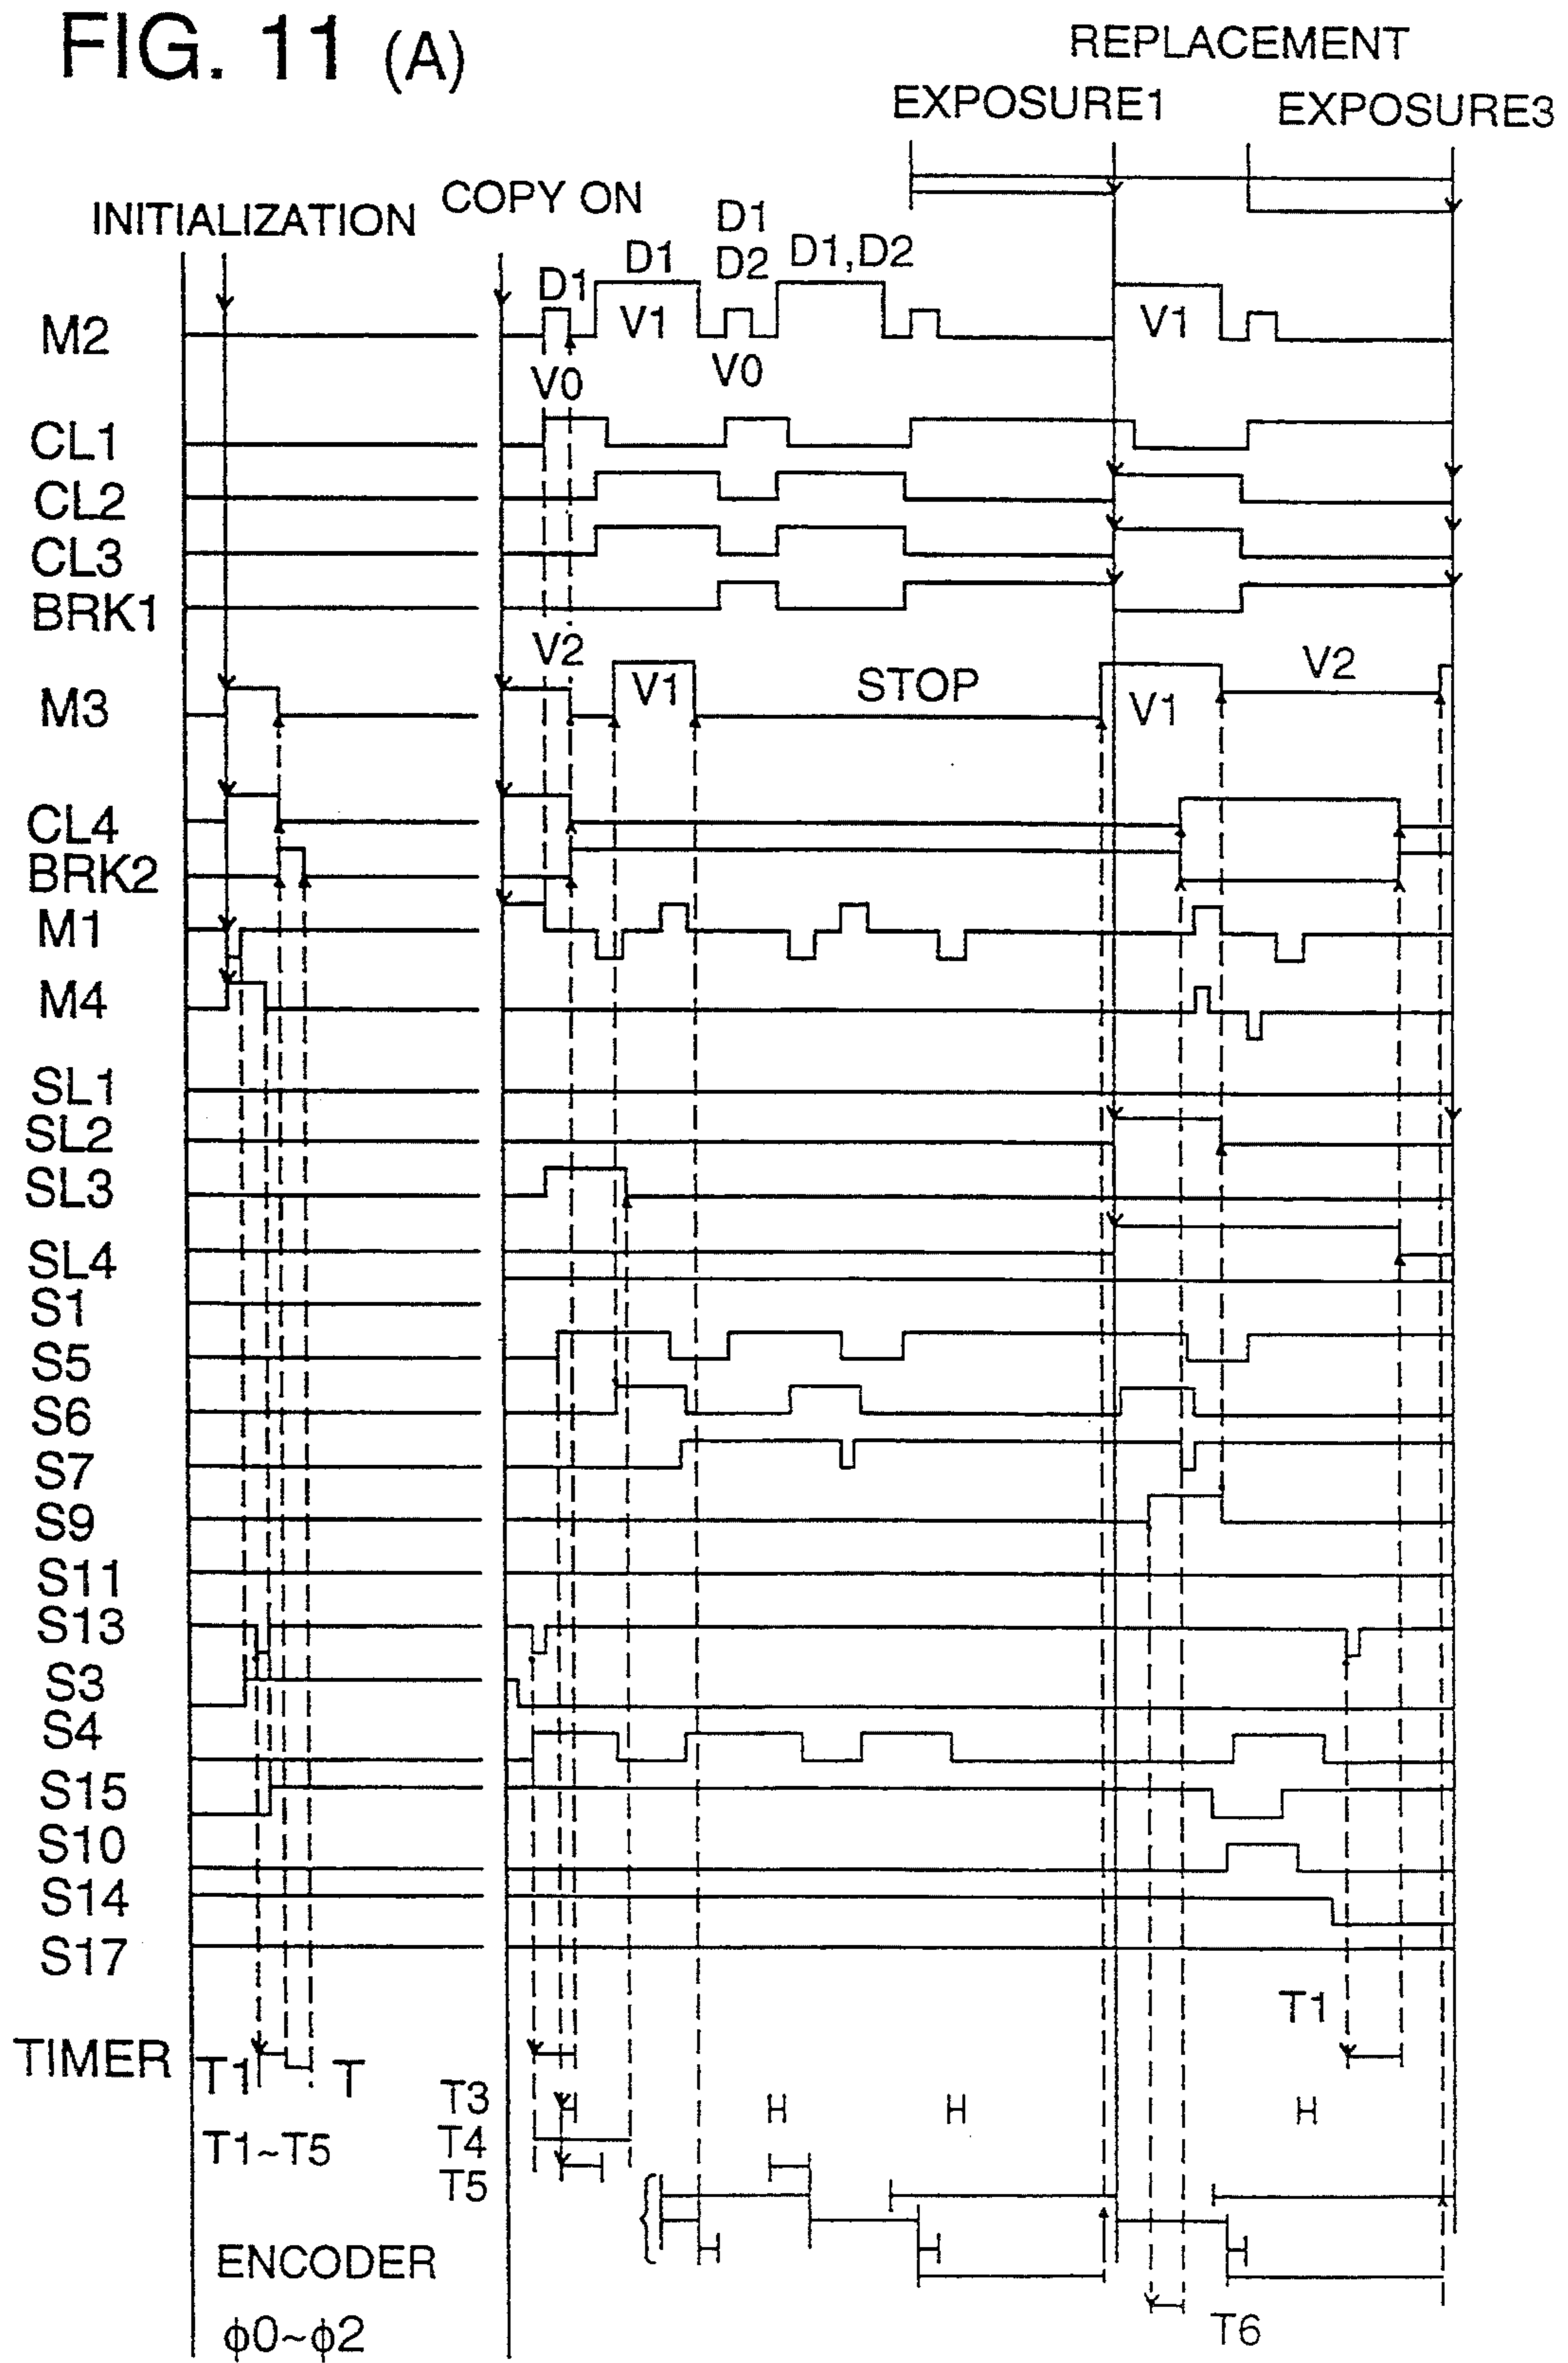 FIG. 11 (A)
REPLACEMENT
EXPOSURE1
EXPOSURE3
INITIALIZATION
COPY ON
D1
D1
D1
D2
D1,D2
M2
V1
V1
V0
V0
CL1
CL2
CL3
BRK1
V2
M3
V1
STOP
V1
V2
CL4
BRK2
M1
M4
SL1
SL2
SL3
SL4
S1
S5
S6
S7
S9
S11
S13
S3
S4
S15
S10
S14
S17
T1
TIMER
T1
T
T3
T1~T5
T4
T5
ENCODER
ϕ0~ϕ2
T6